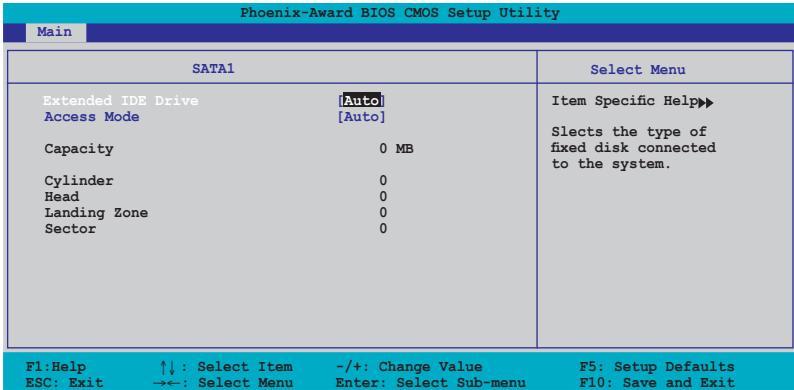 Phoenix-Award BIOS CMOS Setup Utility
Main
SATA1
Select Menu
Extended IDE Drive [Auto]
Access Mode [Auto]
Capacity 0 MB
Cylinder 0
Head 0
Landing Zone 0
Sector 0
Item Specific Help▶▶
Slects the type of
fixed disk connected
to the system.
F1:Help ↑↓ : Select Item -/+: Change Value F5: Setup Defaults
ESC: Exit →←: Select Menu Enter: Select Sub-menu F10: Save and Exit